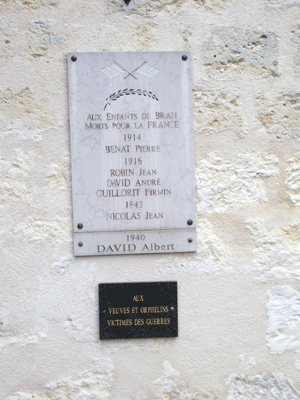 AUX ENFANTS DE BRAN
MORTS POUR LA FRANCE
1914
BENAT PIERRE
1916
ROBIN JEAN
DAVID ANDRÉ
GUILLORIT FIRMIN
1942
NICOLAS JEAN
1940
DAVID Albert
AUX
VEUVES ET ORPHELINS
VICTIMES DES GUERRES